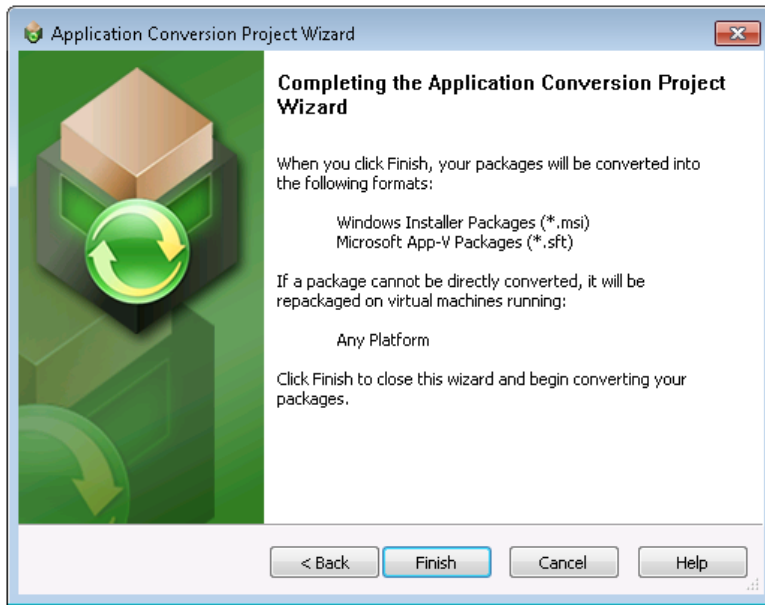 Application Conversion Project Wizard
Completing the Application Conversion Project
Wizard
When you click Finish, your packages will be converted into
the following formats:
Windows Installer Packages (*.msi)
Microsoft App-V Packages (*.sft)
If a package cannot be directly converted, it will be
repackaged on virtual machines running:
Any Platform
Click Finish to close this wizard and begin converting your
packages.
< Back
Finish
Cancel
Help